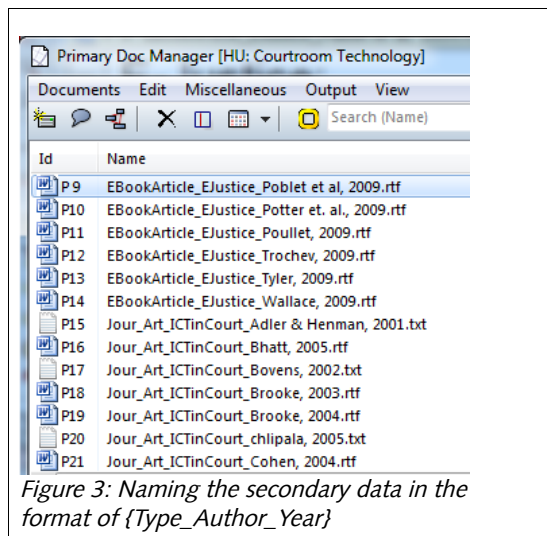 Primary Doc Manager [HU: Courtroom Technology]
Documents Edit Miscellaneous Output View
Search (Name)
Id Name
P 9 EBookArticle_EJustice_Poblet et al, 2009.rtf
P10 EBookArticle_EJustice_Potter et. al., 2009.rtf
P11 EBookArticle_EJustice_Poullet, 2009.rtf
P12 EBookArticle_EJustice_Trochev, 2009.rtf
P13 EBookArticle_EJustice_Tyler, 2009.rtf
P14 EBookArticle_EJustice_Wallace, 2009.rtf
P15 Jour_Art_ICTinCourt_Adler & Henman, 2001.txt
P16 Jour_Art_ICTinCourt_Bhatt, 2005.rtf
P17 Jour_Art_ICTinCourt_Bovens, 2002.txt
P18 Jour_Art_ICTinCourt_Brooke, 2003.rtf
P19 Jour_Art_ICTinCourt_Brooke, 2004.rtf
P20 Jour_Art_ICTinCourt_chlipala, 2005.txt
P21 Jour_Art_ICTinCourt_Cohen, 2004.rtf
Figure 3: Naming the secondary data in the
format of {Type_Author_Year}